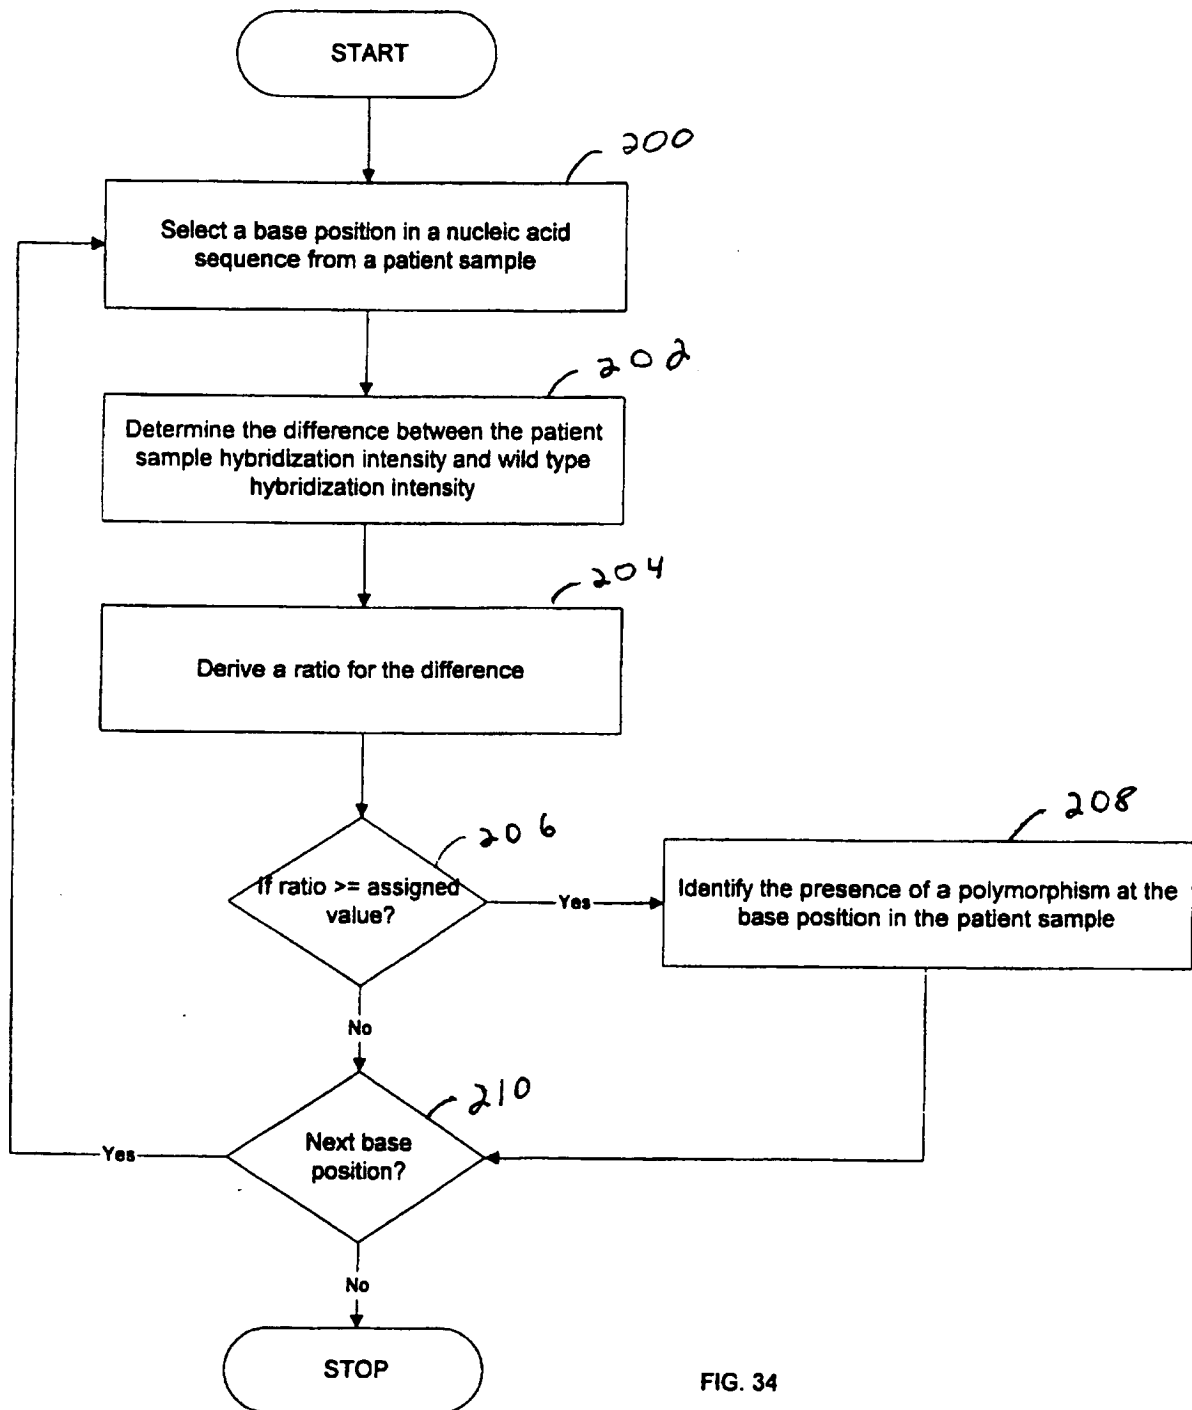 START
200
Select a base position in a nucleic acid
sequence from a patient sample
202
Determine the difference between the patient
sample hybridization intensity and wild type
hybridization intensity
204
Derive a ratio for the difference
206
If ratio >= assigned
value?
Yes
208
Identify the presence of a polymorphism at the
base position in the patient sample
No
210
Next base
position?
Yes
No
STOP
FIG. 34